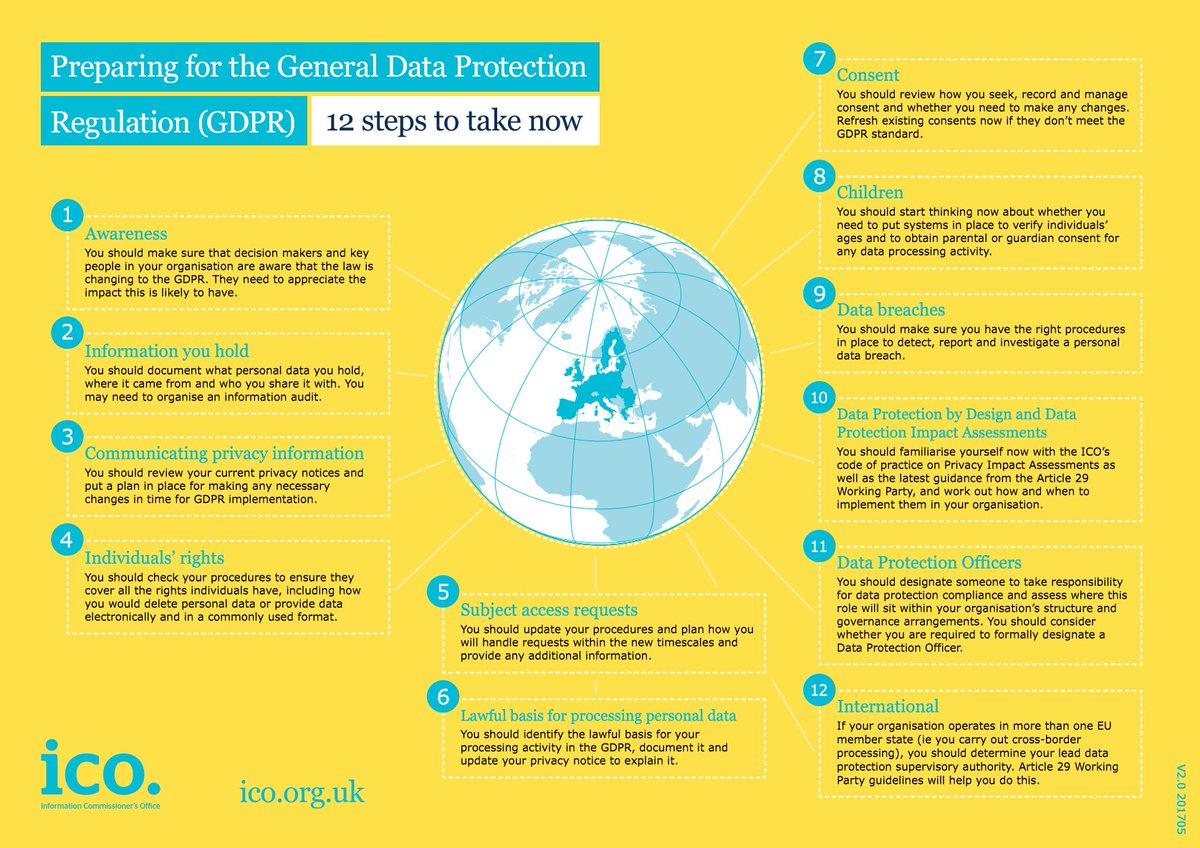 Preparing for the General Data Protection
Regulation (GDPR)
12 steps to take now
1
Awareness
You should make sure that decision makers and key
people in your organisation are aware that the law is
changing to the GDPR. They need to appreciate the
impact this is likely to have.
2
Information you hold
You should document what personal data you hold,
where it came from and who you share it with. You
may need to organise an information audit.
3
Communicating privacy information
You should review your current privacy notices and
put a plan in place for making any necessary
changes in time for GDPR implementation.
4
Individuals’ rights
You should check your procedures to ensure they
cover all the rights individuals have, including how
you would delete personal data or provide data
electronically and in a commonly used format.
5
Subject access requests
You should update your procedures and plan how you
will handle requests within the new timescales and
provide any additional information.
6
Lawful basis for processing personal data
You should identify the lawful basis for your
processing activity in the GDPR, document it and
update your privacy notice to explain it.
7
Consent
You should review how you seek, record and manage
consent and whether you need to make any changes.
Refresh existing consents now if they don’t meet the
GDPR standard.
8
Children
You should start thinking now about whether you
need to put systems in place to verify individuals’
ages and to obtain parental or guardian consent for
any data processing activity.
9
Data breaches
You should make sure you have the right procedures
in place to detect, report and investigate a personal
data breach.
10
Data Protection by Design and Data
Protection Impact Assessments
You should familiarise yourself now with the ICO’s
code of practice on Privacy Impact Assessments as
well as the latest guidance from the Article 29
Working Party, and work out how and when to
implement them in your organisation.
11
Data Protection Officers
You should designate someone to take responsibility
for data protection compliance and assess where this
role will sit within your organisation’s structure and
governance arrangements. You should consider
whether you are required to formally designate a
Data Protection Officer.
12
International
If your organisation operates in more than one EU
member state (ie you carry out cross-border
processing), you should determine your lead data
protection supervisory authority. Article 29 Working
Party guidelines will help you do this.
ico.
Information Commissioner's Office
ico.org.uk
V2.0 201705